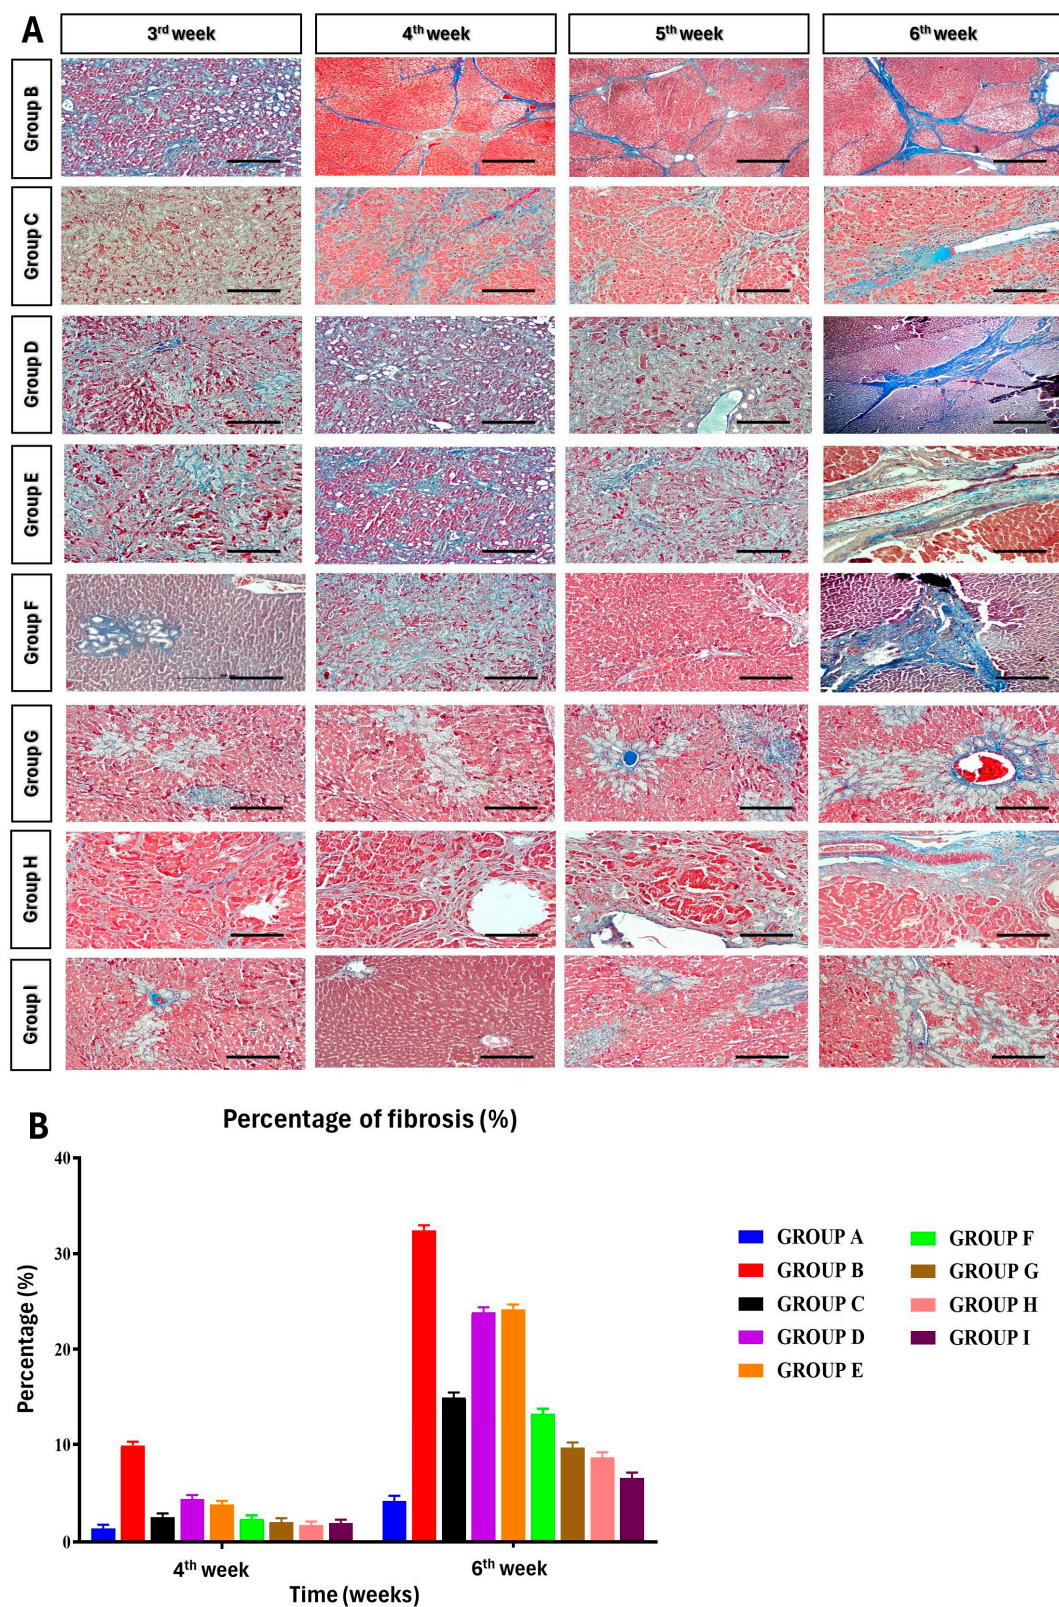 A
3rd week
4th week
5th week
6th week
Group B
Group C
Group D
Group E
Group F
Group G
Group H
Group I
B
Percentage of fibrosis (%)
Percentage (%)
40
30
20
10
0
4th week
6th week
Time (weeks)
GROUP A
GROUP B
GROUP C
GROUP D
GROUP E
GROUP F
GROUP G
GROUP H
GROUP I